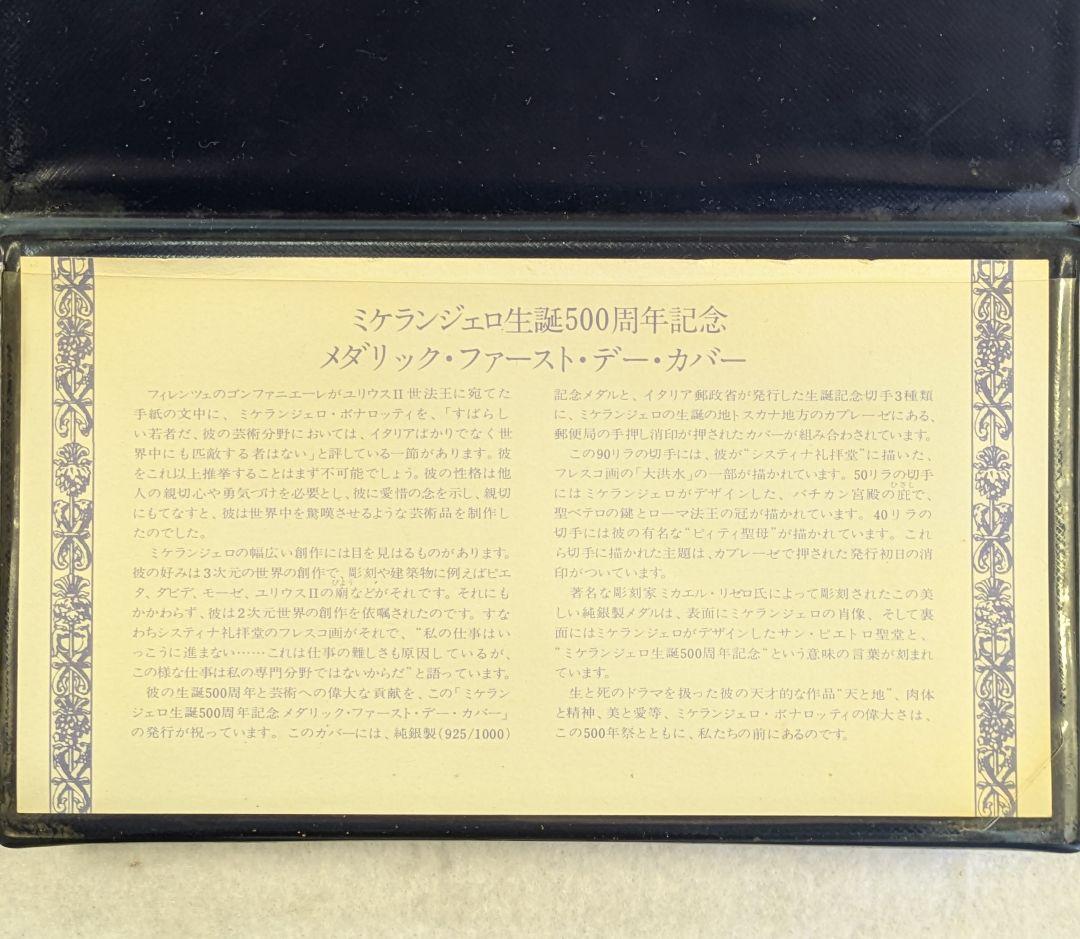 ミケランジェロ生誕500周年記念
メダリック・ファースト・デー・カバー
フィレンツェのゴンファニエーレがユリウスII世法王に宛てた
手紙の文中に、ミケランジェロ・ボナロッティを、「すばらし
い若者だ、彼の芸術分野においては、イタリアばかりでなく世
界中にも匹敵する者はない」と評している一節があります。彼
をこれ以上推挙することはまず不可能でしょう。彼の性格は他
人の親切心や勇気づけを必要とし、彼に愛惜の念を示し、親切
にもてなすと、彼は世界中を驚嘆させるような芸術品を制作し
たのでした。
ミケランジェロの幅広い創作には目を見はるものがあります。
彼の好みは3次元の世界の創作で、彫刻や建築物に例えばピエ
タ、ダビデ、モーゼ、ユリウスIIの廟などがそれです。それにも
かかわらず、彼は2次元世界の創作を依嘱されたのです。すな
わちシスティナ礼拝堂のフレスコ画がそれで、“私の仕事はい
っこうに進まない……これは仕事の難しさも原因しているが、
この様な仕事は私の専門分野ではないからだ”と語っています。
彼の生誕500周年と芸術への偉大な貢献を、この「ミケラン
ジェロ生誕500周年記念メダリック・ファースト・デー・カバー」
の発行が祝っています。このカバーには、純銀製(925/1000)
記念メダルと、イタリア郵政省が発行した生誕記念切手3種類
に、ミケランジェロの生誕の地トスカナ地方のカプレーゼにある、
郵便局の手押し消印が押されたカバーが組み合わされています。
この90リラの切手には、彼が“システィナ礼拝堂”に描いた、
フレスコ画の「大洪水」の一部が描かれています。50リラの切手
にはミケランジェロがデザインした、バチカン宮殿の庇で、
聖ペテロの鍵とローマ法王の冠が描かれています。40リラの
切手には彼の有名な“ピィティ聖母”が描かれています。これ
ら切手に描かれた主題は、カプレーゼで押された発行初日の消
印がついています。
著名な彫刻家ミカエル・リゼロ氏によって彫刻されたこの美
しい純銀製メダルは、表面にミケランジェロの肖像、そして裏
面にはミケランジェロがデザインしたサン・ピエトロ聖堂と、
“ミケランジェロ生誕500周年記念“という意味の言葉が刻まれ
ています。
生と死のドラマを扱った彼の天才的な作品“天と地”、肉体
と精神、美と愛等、ミケランジェロ・ボナロッティの偉大さは、
この500年祭とともに、私たちの前にあるのです。